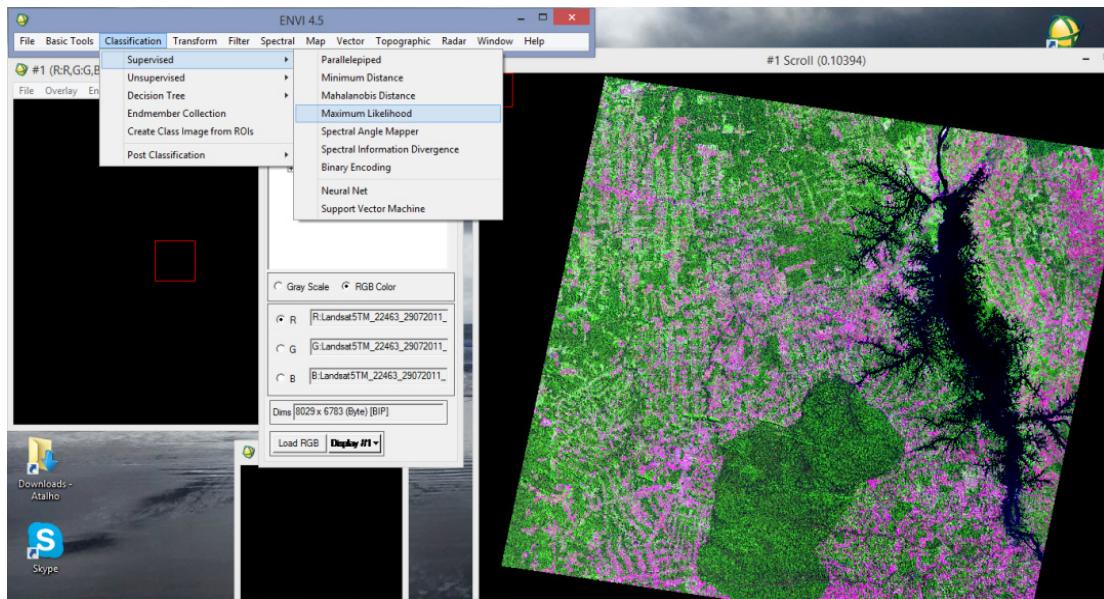 ENVI 4.5
File Basic Tools Classification Transform Filter Spectral Map Vector Topographic Radar Window Help
#1 (R:R,G:G,B
File Overlay En
Supervised
Unsupervised
Decision Tree
Endmember Collection
Create Class Image from ROIs
Post Classification
Parallelepiped
Minimum Distance
Mahalanobis Distance
Maximum Likelihood
Spectral Angle Mapper
Spectral Information Divergence
Binary Encoding
Neural Net
Support Vector Machine
#1 Scroll (0.10394)
Gray Scale RGB Color
R R:Landsat5TM_22463_29072011_
G G:Landsat5TM_22463_29072011_
B B:Landsat5TM_22463_29072011_
Dims 8029 x 6783 (Byte) [BIP]
Load RGB Display #1
Downloads -
Atalho
Skype